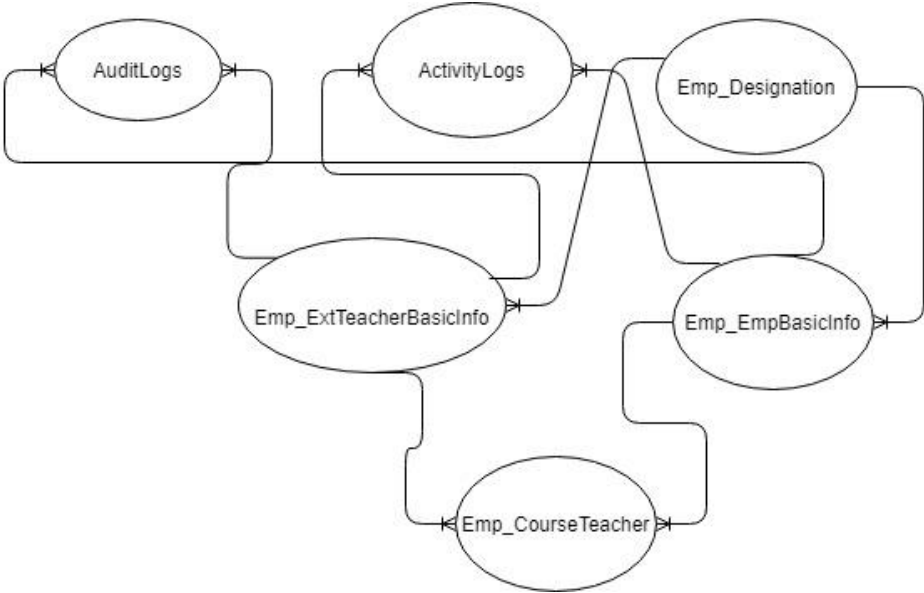 AuditLogs
ActivityLogs
Emp_Designation
Emp_ExtTeacherBasicInfo
Emp_EmpBasicInfo
Emp_CourseTeacher